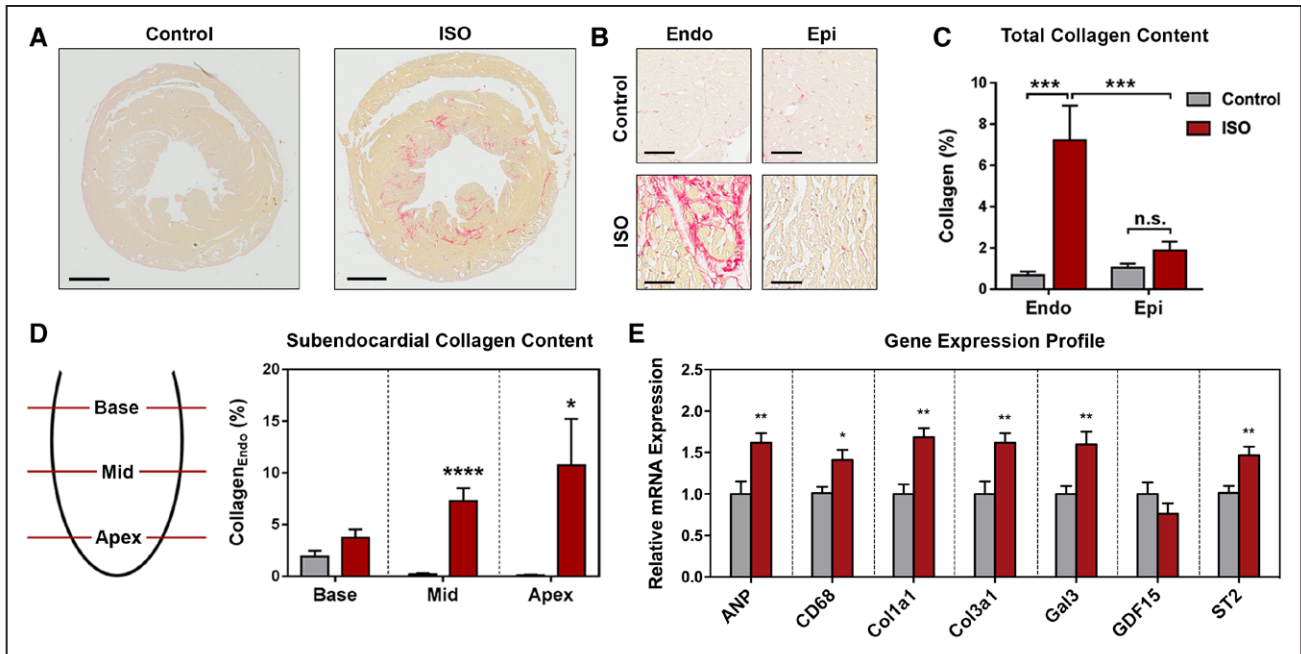 A
Control
ISO
B
Endo
Epi
Control
ISO
C
Total Collagen Content
Collagen (%)
10
8
6
4
2
0
***
***
n.s.
Control
ISO
Endo
Epi
D
Base
Mid
Apex
Subendocardial Collagen Content
CollagenEndo (%)
20
15
10
5
0
****
*
Base
Mid
Apex
E
Gene Expression Profile
Relative mRNA Expression
2.5
2.0
1.5
1.0
0.5
0.0
**
*
**
**
**
**
ANP
CD68
Col1a1
Col3a1
Gal3
GDF15
ST2